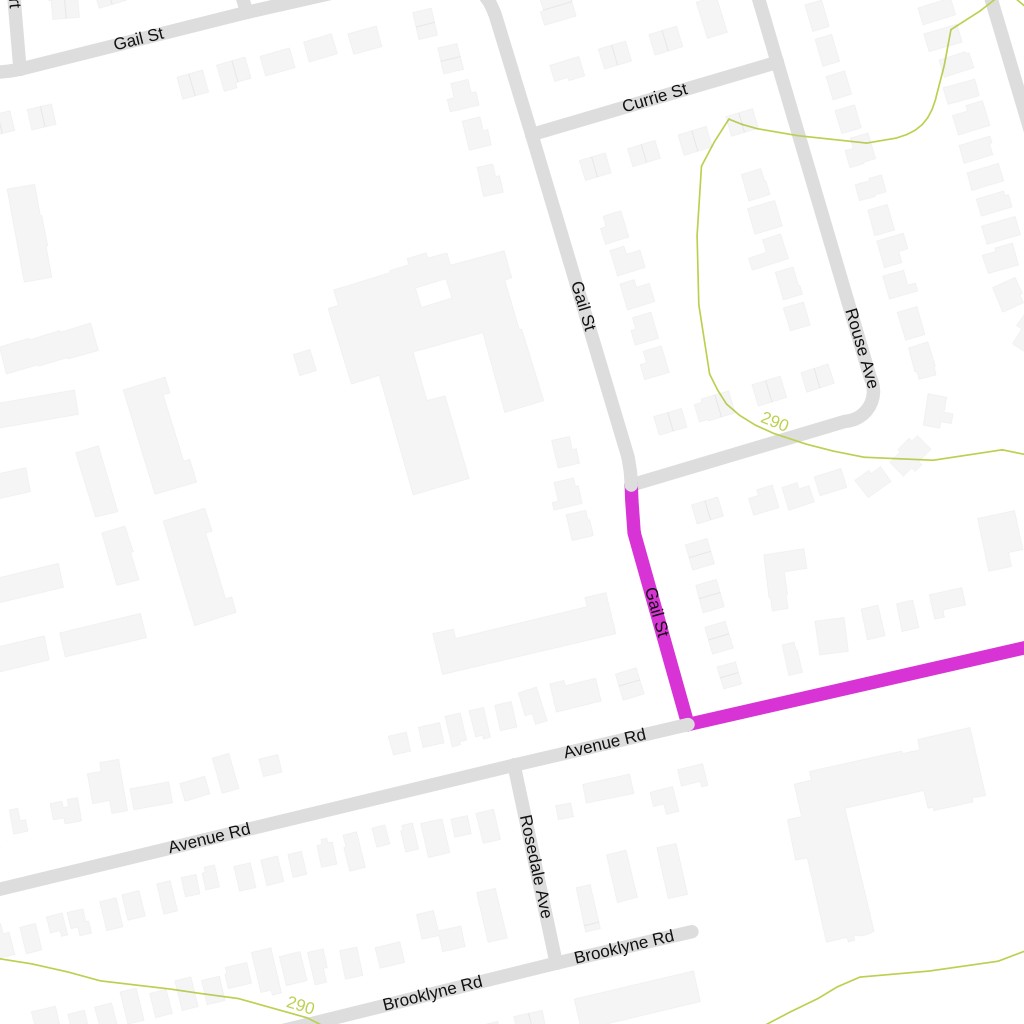 Gail St
Currie St
Gail St
Rouse Ave
290
Gail St
Avenue Rd
Avenue Rd
Rosedale Ave
Brooklyne Rd
Brooklyne Rd
290